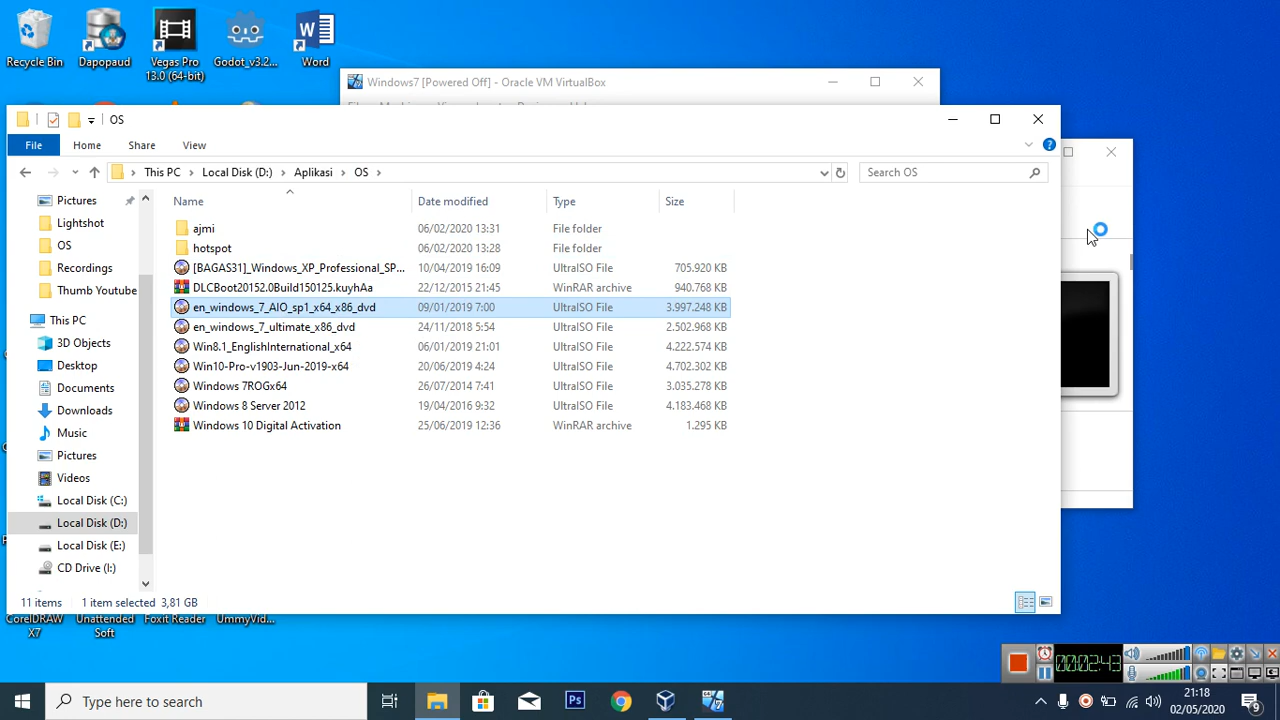 Recycle Bin
Dapopaud
Vegas Pro
13.0 (64-bit)
Godot_v3.2...
Word
Windows7 [Powered Off] - Oracle VM VirtualBox
OS
File Home Share View
This PC Local Disk (D:) Aplikasi OS
Search OS
Name Date modified Type Size
ajmi 06/02/2020 13:31 File folder
hotspot 06/02/2020 13:28 File folder
[BAGAS31]_Windows_XP_Professional_SP... 10/04/2019 16:09 UltraISO File 705.920 KB
DLCBoot20152.0Build150125.kuyhAa 22/12/2015 21:45 WinRAR archive 940.768 KB
en_windows_7_AIO_sp1_x64_x86_dvd 09/01/2019 7:00 UltraISO File 3.997.248 KB
en_windows_7_ultimate_x86_dvd 24/11/2018 5:54 UltraISO File 2.502.968 KB
Win8.1_EnglishInternational_x64 06/01/2019 21:01 UltraISO File 4.222.574 KB
Win10-Pro-v1903-Jun-2019-x64 20/06/2019 4:24 UltraISO File 4.702.302 KB
Windows 7ROGx64 26/07/2014 7:41 UltraISO File 3.035.278 KB
Windows 8 Server 2012 19/04/2016 9:32 UltraISO File 4.183.468 KB
Windows 10 Digital Activation 25/06/2019 12:36 WinRAR archive 1.295 KB
Pictures
Lightshot
OS
Recordings
Thumb Youtube
This PC
3D Objects
Desktop
Documents
Downloads
Music
Pictures
Videos
Local Disk (C:)
Local Disk (D:)
Local Disk (E:)
CD Drive (I:)
11 items 1 item selected 3,81 GB
CorelDRAW
X7
Unattended
Soft
Foxit Reader
UmmyVid...
000:02:43
Type here to search
21:18
02/05/2020
9